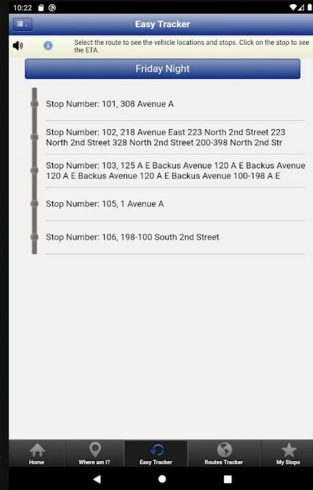 10:22
Easy Tracker
Select the route to see the vehicle locations and stops. Click on the stop to see
the ETA.
Friday Night
Stop Number: 101, 308 Avenue A
Stop Number: 102, 218 Avenue East 223 North 2nd Street 223
North 2nd Street 328 North 2nd Street 200-398 North 2nd Str
Stop Number: 103, 125 A E Backus Avenue 120 A E Backus Avenue
120 A E Backus Avenue 120 A E Backus Avenue 100-198 A E
Stop Number: 105, 1 Avenue A
Stop Number: 106, 198-100 South 2nd Street
Home Where am I? Easy Tracker Routes Tracker My Stops